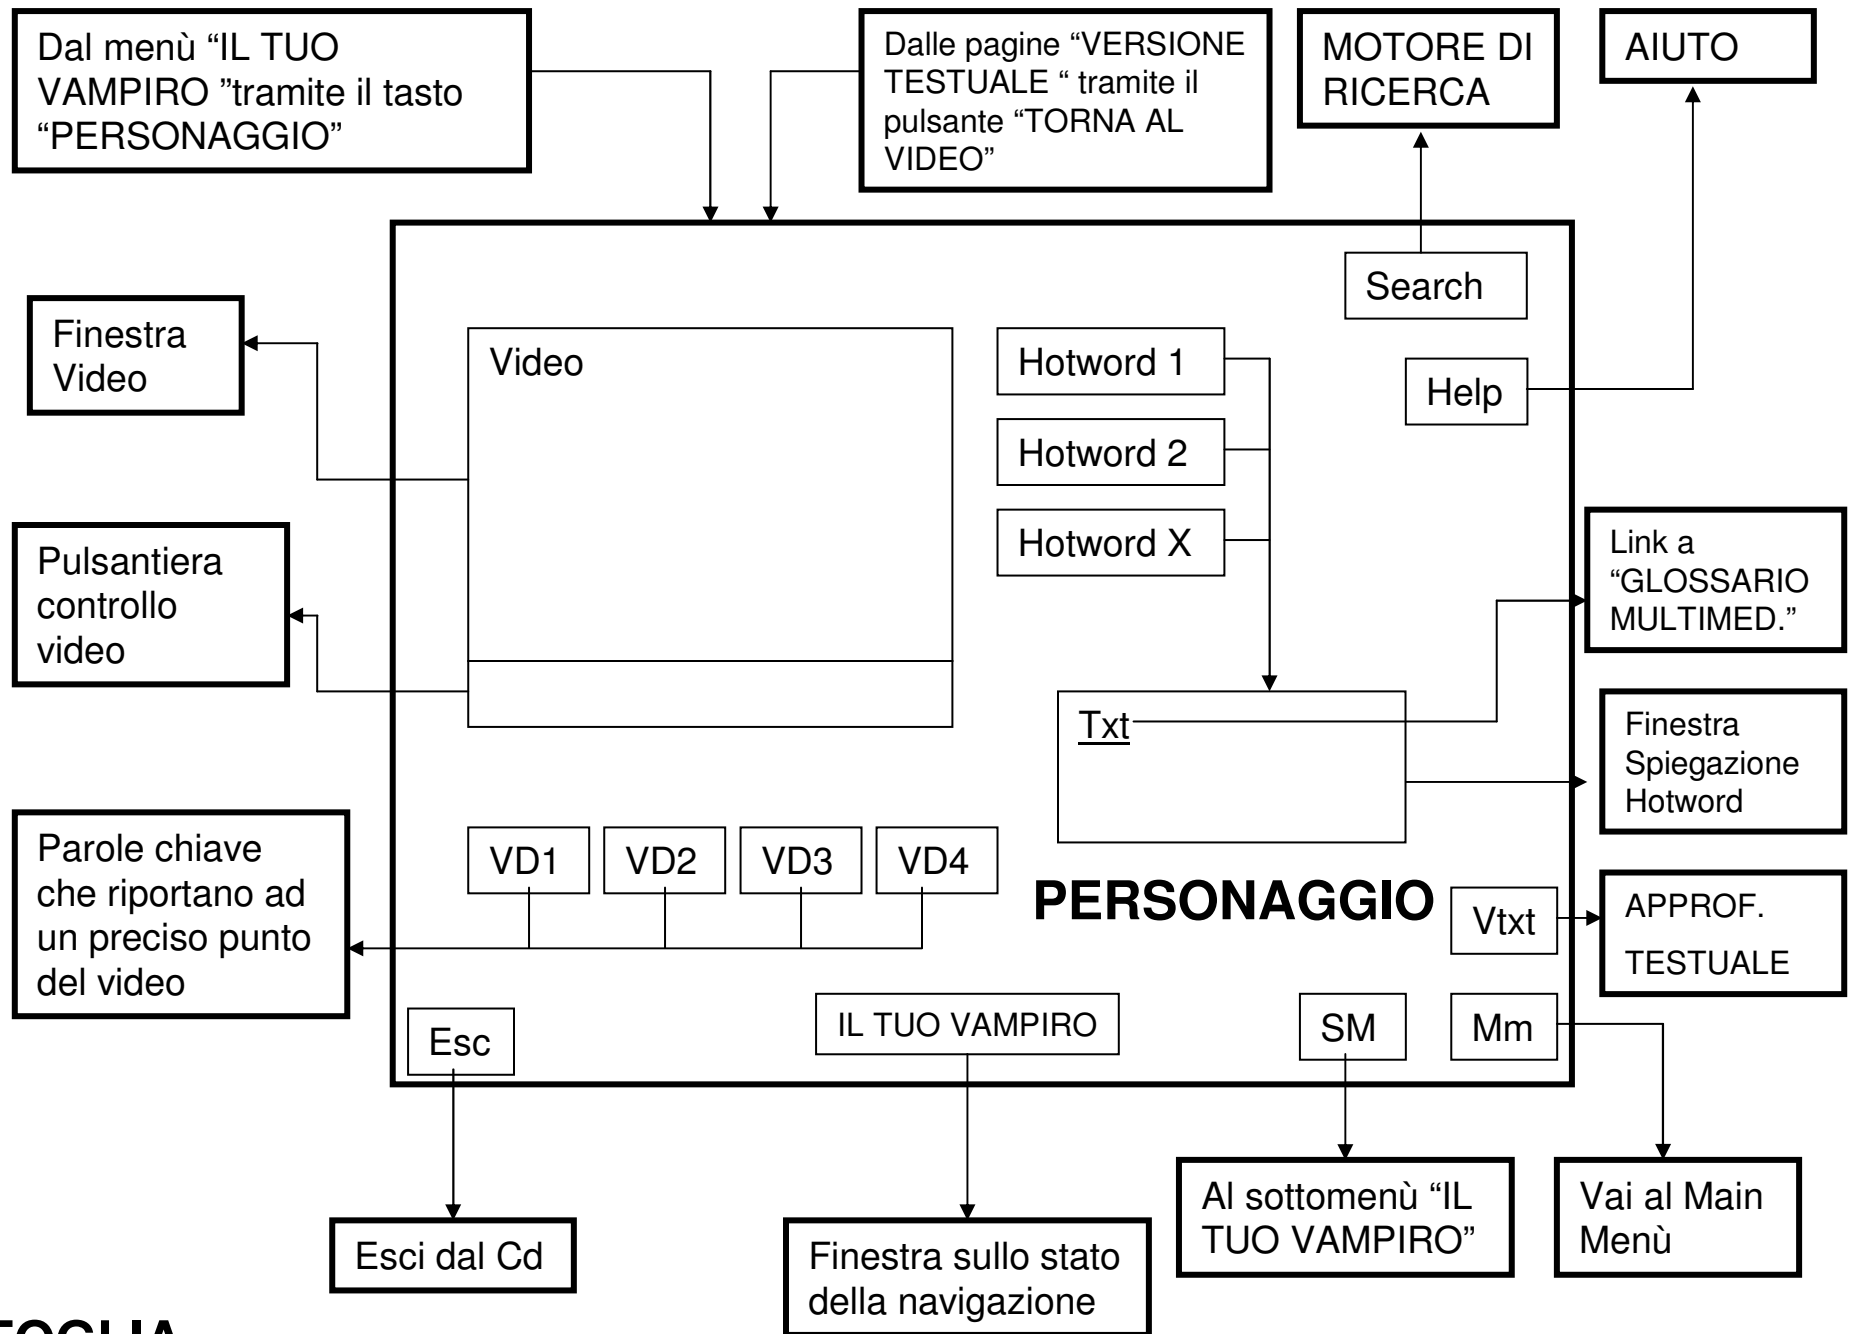 Dal menù “IL TUO
VAMPIRO ”tramite il tasto
“PERSONAGGIO”
Dalle pagine “VERSIONE
TESTUALE “ tramite il
pulsante “TORNA AL
VIDEO”
MOTORE DI
RICERCA
AIUTO
Search
Finestra
Video
Video
Hotword 1
Help
Hotword 2
Hotword X
Pulsantiera
controllo
video
Link a
“GLOSSARIO
MULTIMED.”
Txt
Finestra
Spiegazione
Hotword
Parole chiave
che riportano ad
un preciso punto
del video
VD1
VD2
VD3
VD4
PERSONAGGIO
Vtxt
APPROF.
TESTUALE
Esc
IL TUO VAMPIRO
SM
Mm
Esci dal Cd
Finestra sullo stato
della navigazione
Al sottomenù “IL
TUO VAMPIRO”
Vai al Main
Menù